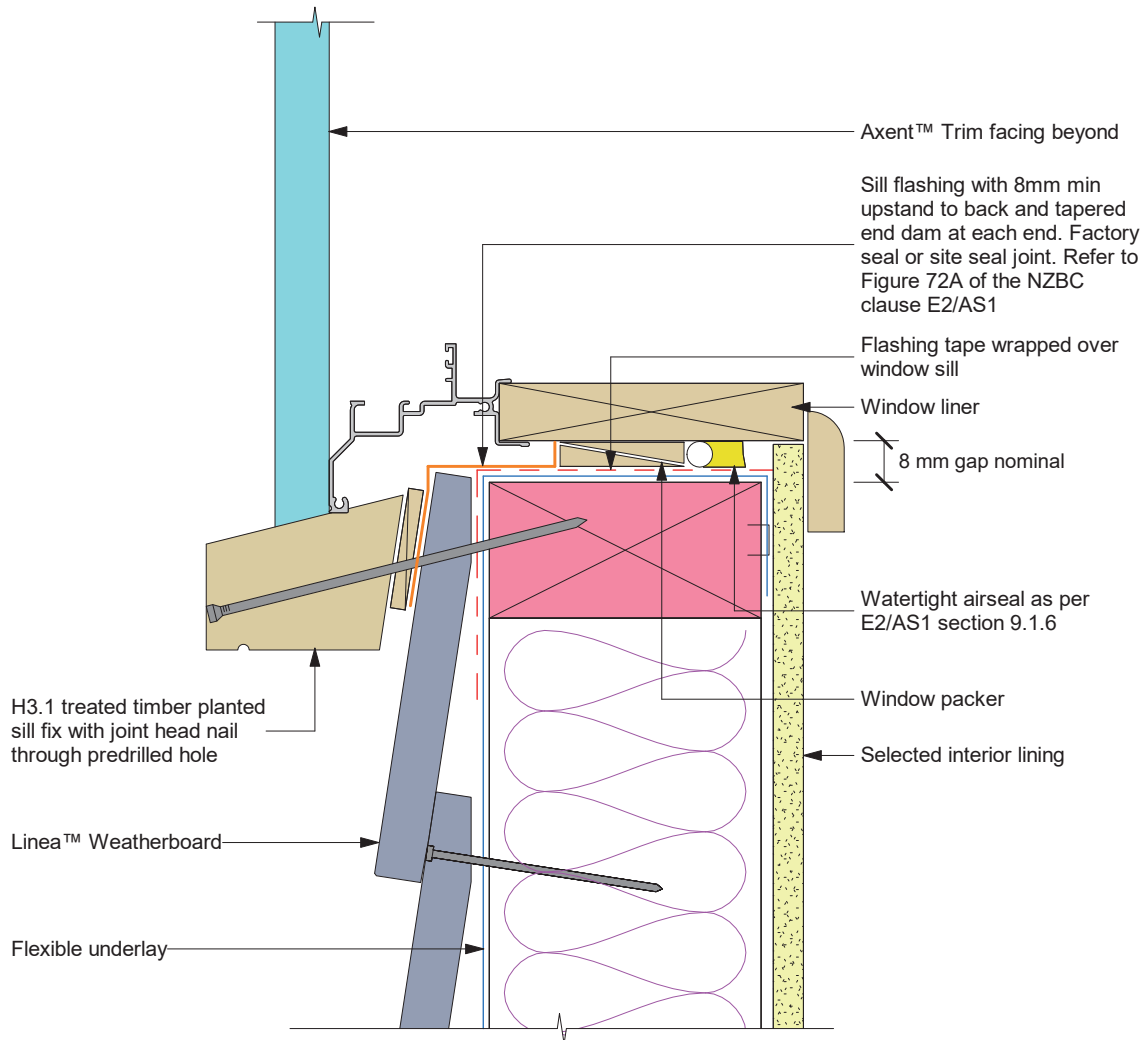 Axent™ Trim facing beyond
Sill flashing with 8mm min
upstand to back and tapered
end dam at each end. Factory
seal or site seal joint. Refer to
Figure 72A of the NZBC
clause E2/AS1
Flashing tape wrapped over
window sill
Window liner
8 mm gap nominal
Watertight airseal as per
E2/AS1 section 9.1.6
Window packer
Selected interior lining
H3.1 treated timber planted
sill fix with joint head nail
through predrilled hole
Linea™ Weatherboard
Flexible underlay